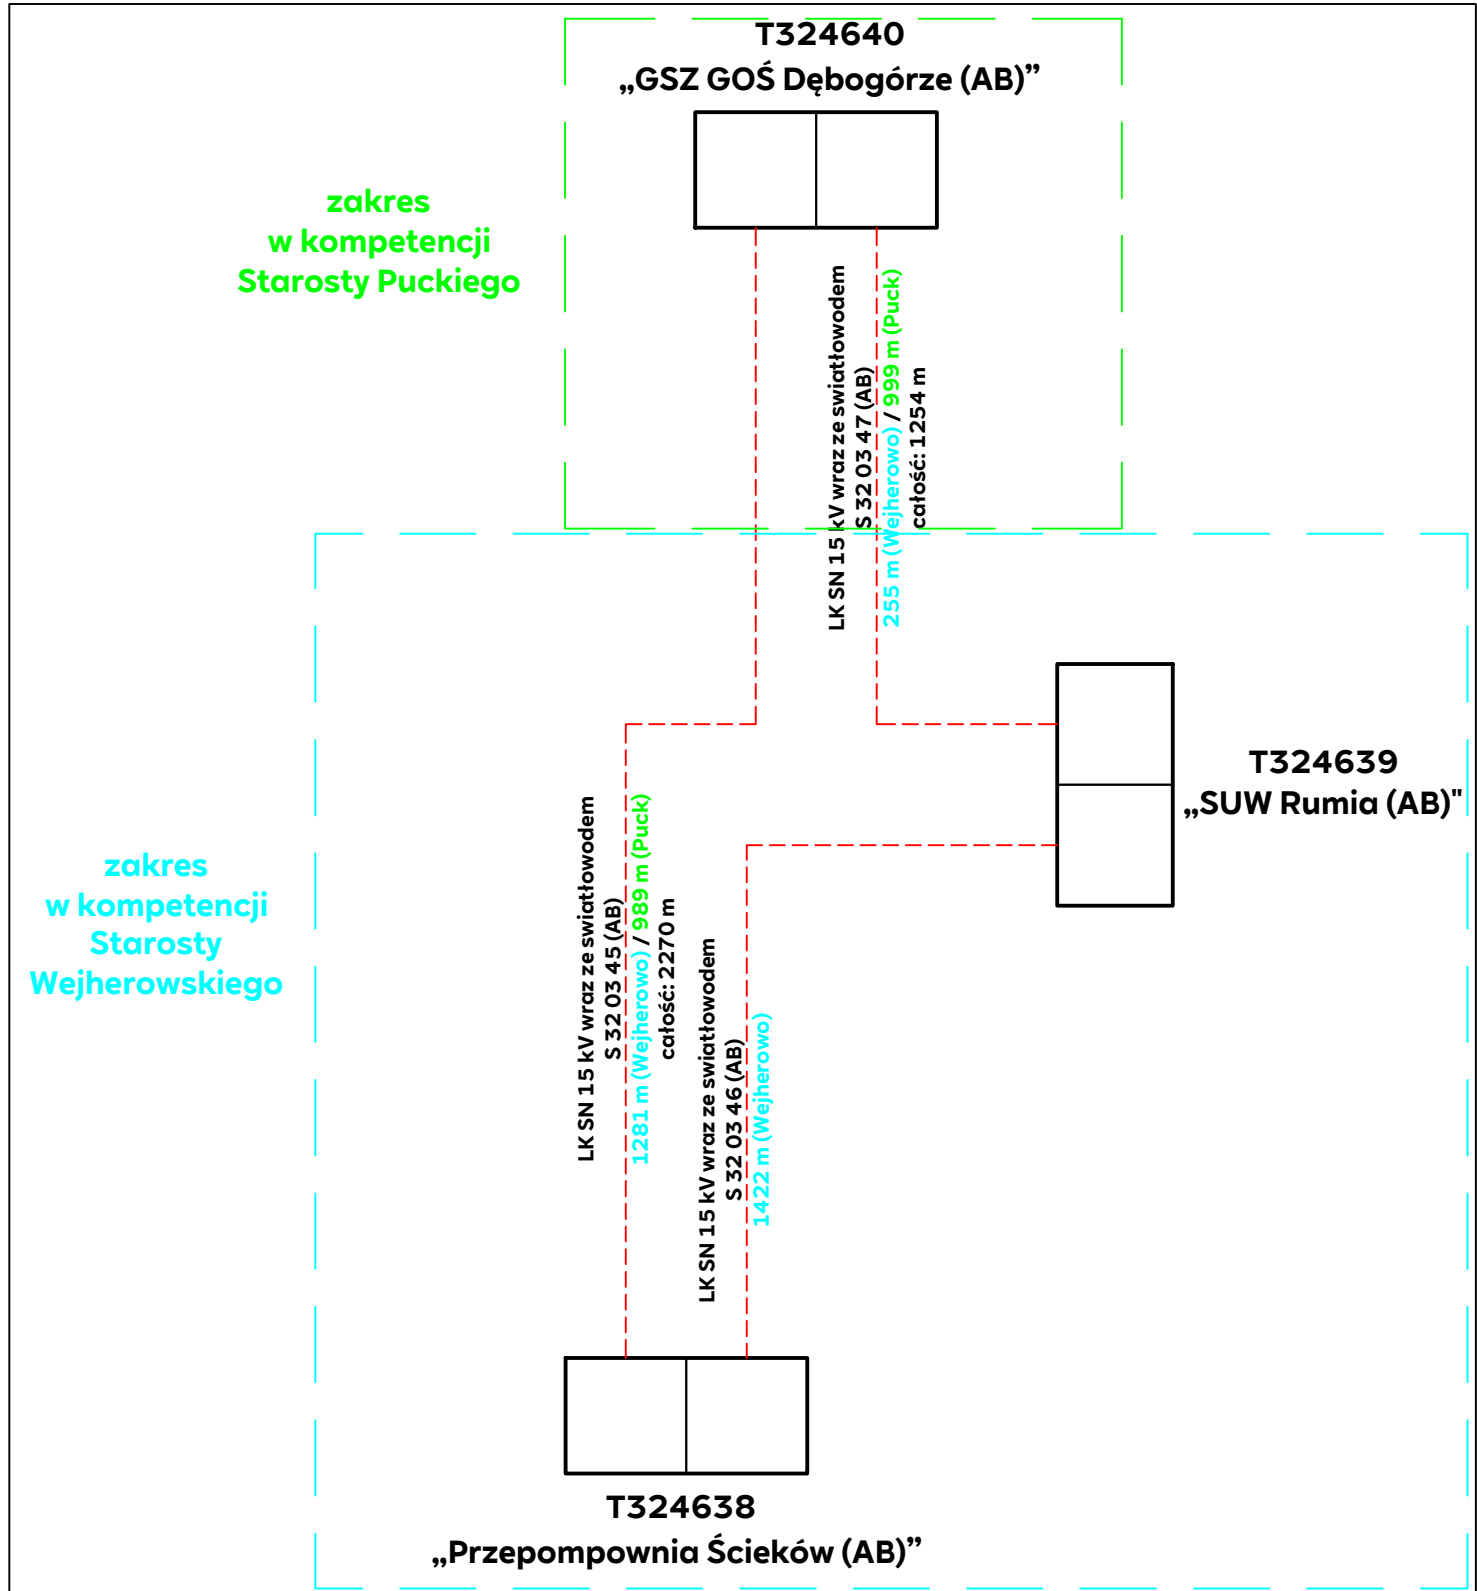 T324640
„GSZ GOŚ Dębogórze (AB)”
zakres
w kompetencji
Starosty Puckiego
LK SN 15 kV wraz ze swiatłowodem
S 32 03 47 (AB)
255 m (Wejherowo) / 999 m (Puck)
całość: 1254 m
T324639
„SUW Rumia (AB)"
zakres
w kompetencji
Starosty
Wejherowskiego
LK SN 15 kV wraz ze swiatłowodem
S 32 03 45 (AB)
1281 m (Wejherowo) / 989 m (Puck)
całość: 2270 m
LK SN 15 kV wraz ze swiatłowodem
S 32 03 46 (AB)
1422 m (Wejherowo)
T324638
„Przepompownia Ścieków (AB)”